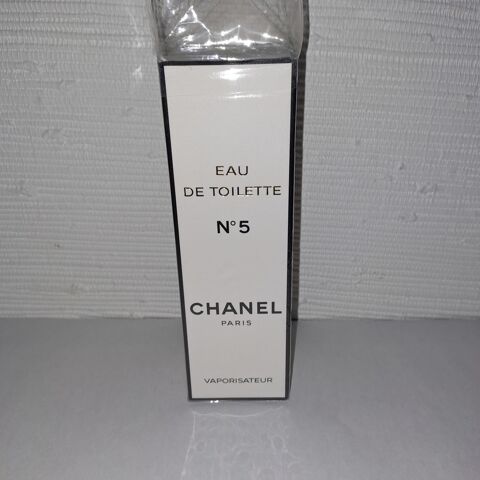 EAU
DE TOILETTE
N°5
CHANEL
PARIS
VAPORISATEUR